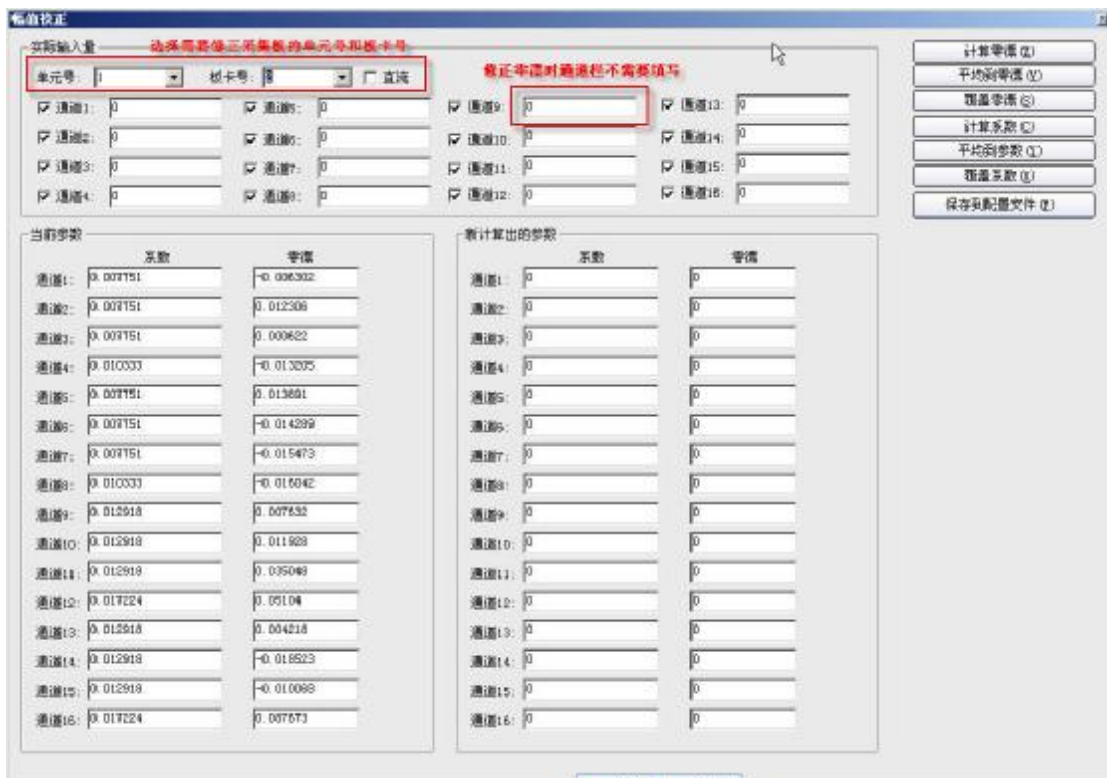 幅值校正
实际输入量 选择需要修正采集板的单元号和板卡号
单元号: 1 板卡号: 直流
修正零漂时通道栏不需要填写
通道1: 0 通道5: 0 通道9: 0 通道13: 0
通道2: 0 通道6: 0 通道10: 0 通道14: 0
通道3: 0 通道7: 0 通道11: 0 通道15: 0
通道4: 0 通道8: 0 通道12: 0 通道16: 0
计算零漂(Z)
平均到零漂(V)
覆盖零漂(S)
计算系数(C)
平均到参数(T)
覆盖系数(K)
保存到配置文件(F)
当前参数
系数 零漂
通道1: 0.007751 -0.006302
通道2: 0.007751 0.012306
通道3: 0.007751 0.000622
通道4: 0.010333 -0.013205
通道5: 0.007751 0.013691
通道6: 0.007751 -0.014289
通道7: 0.007751 -0.015473
通道8: 0.010333 -0.015042
通道9: 0.012918 0.007632
通道10: 0.012918 0.011928
通道11: 0.012918 0.035048
通道12: 0.017224 0.05104
通道13: 0.012918 0.004218
通道14: 0.012918 -0.018523
通道15: 0.012918 -0.010068
通道16: 0.017224 0.087573
新计算出的参数
系数 零漂
通道1: 0 0
通道2: 0 0
通道3: 0 0
通道4: 0 0
通道5: 0 0
通道6: 0 0
通道7: 0 0
通道8: 0 0
通道9: 0 0
通道10: 0 0
通道11: 0 0
通道12: 0 0
通道13: 0 0
通道14: 0 0
通道15: 0 0
通道16: 0 0